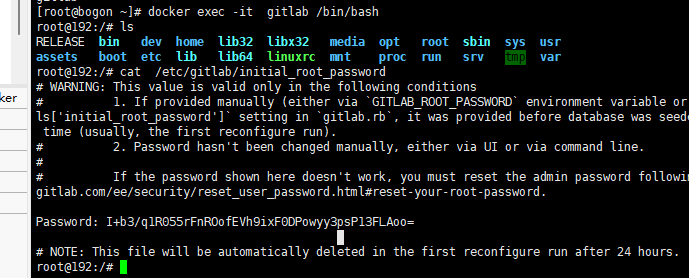 [root@bogon ~]# docker exec -it  gitlab /bin/bash
root@192:/# ls
RELEASE  bin   dev  home  lib32  libx32   media  opt   root  sbin  sys  usr
assets   boot  etc  lib   lib64  linuxrc  mnt    proc  run   srv   tmp  var
root@192:/# cat  /etc/gitlab/initial_root_password
# WARNING: This value is valid only in the following conditions
#          1. If provided manually (either via `GITLAB_ROOT_PASSWORD` environment variable or
ls['initial_root_password']` setting in `gitlab.rb`, it was provided before database was seede
 time (usually, the first reconfigure run).
#          2. Password hasn't been changed manually, either via UI or via command line.
#
#          If the password shown here doesn't work, you must reset the admin password followin
gitlab.com/ee/security/reset_user_password.html#reset-your-root-password.
ker
Password: I+b3/q1R055rFnROofEVh9ixF0DPowyy3psP13FLAoo=
# NOTE: This file will be automatically deleted in the first reconfigure run after 24 hours.
root@192:/#